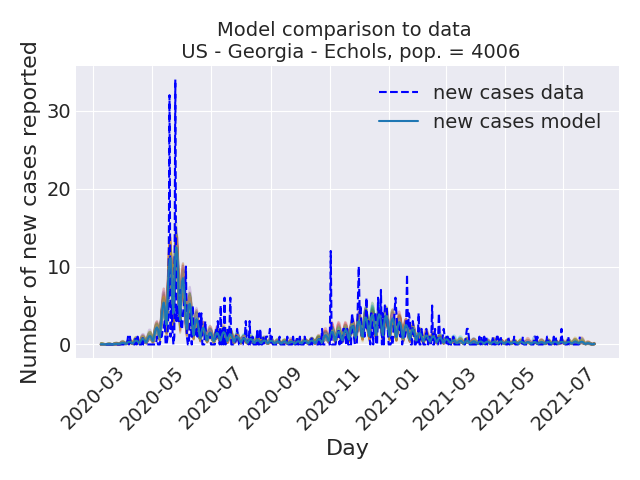 Model comparison to data
US - Georgia - Echols, pop. = 4006
Number of new cases reported
30
20
10
0
new cases data
new cases model
2020-03
2020-05
2020-07
2020-09
2020-11
2021-01
2021-03
2021-05
2021-07
Day